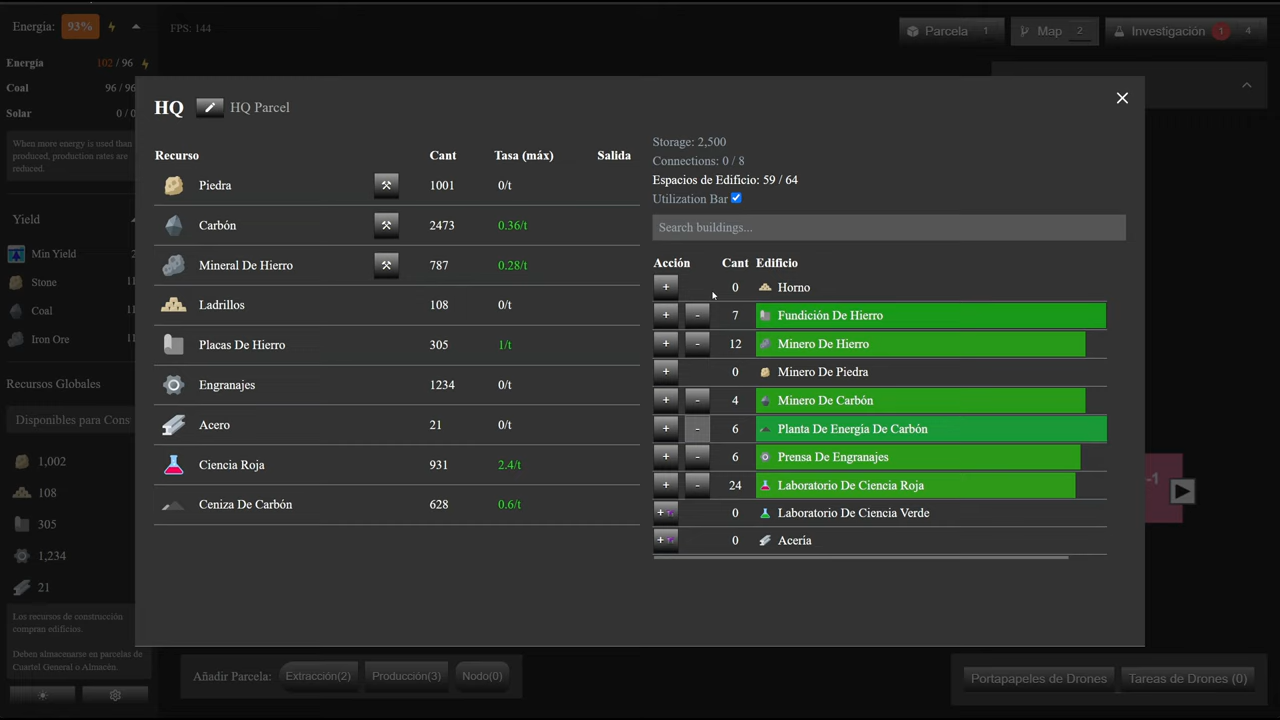 Energía: 93%
FPS: 144
Parcela 1
Map 2
Investigación 1 4
Energía 102 / 96
Coal 96 / 96
Solar 0 / 0
When more energy is used than
produced, production rates are
reduced.
Yield
Min Yield
Stone
Coal
Iron Ore
Recursos Globales
Disponibles para Cons
1,002
108
305
1,234
21
Los recursos de construcción
compran edificios.
Deben almacenarse en parcelas de
Cuartel General o Almacén.
HQ HQ Parcel
Recurso Cant Tasa (máx) Salida
Piedra 1001 0/t
Carbón 2473 0.36/t
Mineral De Hierro 787 0.28/t
Ladrillos 108 0/t
Placas De Hierro 305 1/t
Engranajes 1234 0/t
Acero 21 0/t
Ciencia Roja 931 2.4/t
Ceniza De Carbón 628 0.6/t
Storage: 2,500
Connections: 0 / 8
Espacios de Edificio: 59 / 64
Utilization Bar
Search buildings...
Acción Cant Edificio
+ 0 Horno
+ - 7 Fundición De Hierro
+ - 12 Minero De Hierro
+ 0 Minero De Piedra
+ - 4 Minero De Carbón
+ - 6 Planta De Energía De Carbón
+ - 6 Prensa De Engranajes
+ - 24 Laboratorio De Ciencia Roja
+ 0 Laboratorio De Ciencia Verde
+ 0 Acería
-1
Añadir Parcela: Extracción(2) Producción(3) Nodo(0)
Portapapeles de Drones
Tareas de Drones (0)